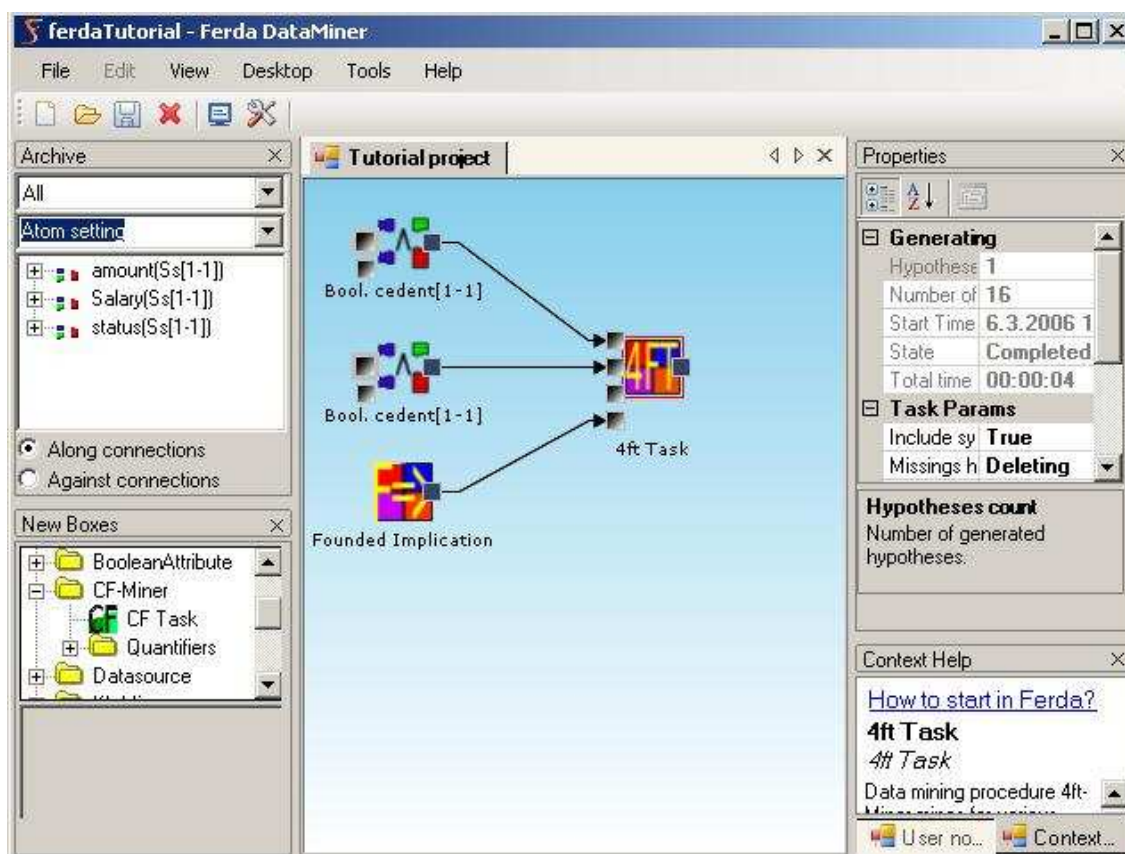 ferdaTutorial - Ferda DataMiner
File Edit View Desktop Tools Help
Archive
All
Atom setting
amount(Ss[1-1])
Salary(Ss[1-1])
status(Ss[1-1])
Along connections
Against connections
New Boxes
BooleanAttribute
CF-Miner
CF Task
Quantifiers
Datasource
Tutorial project
Bool. cedent[1-1]
Bool. cedent[1-1]
Founded Implication
4FT
4ft Task
Properties
Generating
Hypothese 1
Number of 16
Start Time 6.3.2006 1
State Completed
Total time 00:00:04
Task Params
Include sy True
Missings h Deleting
Hypotheses count
Number of generated
hypotheses.
Context Help
How to start in Ferda?
4ft Task
4ft Task
Data mining procedure 4ft-
User no... Context...